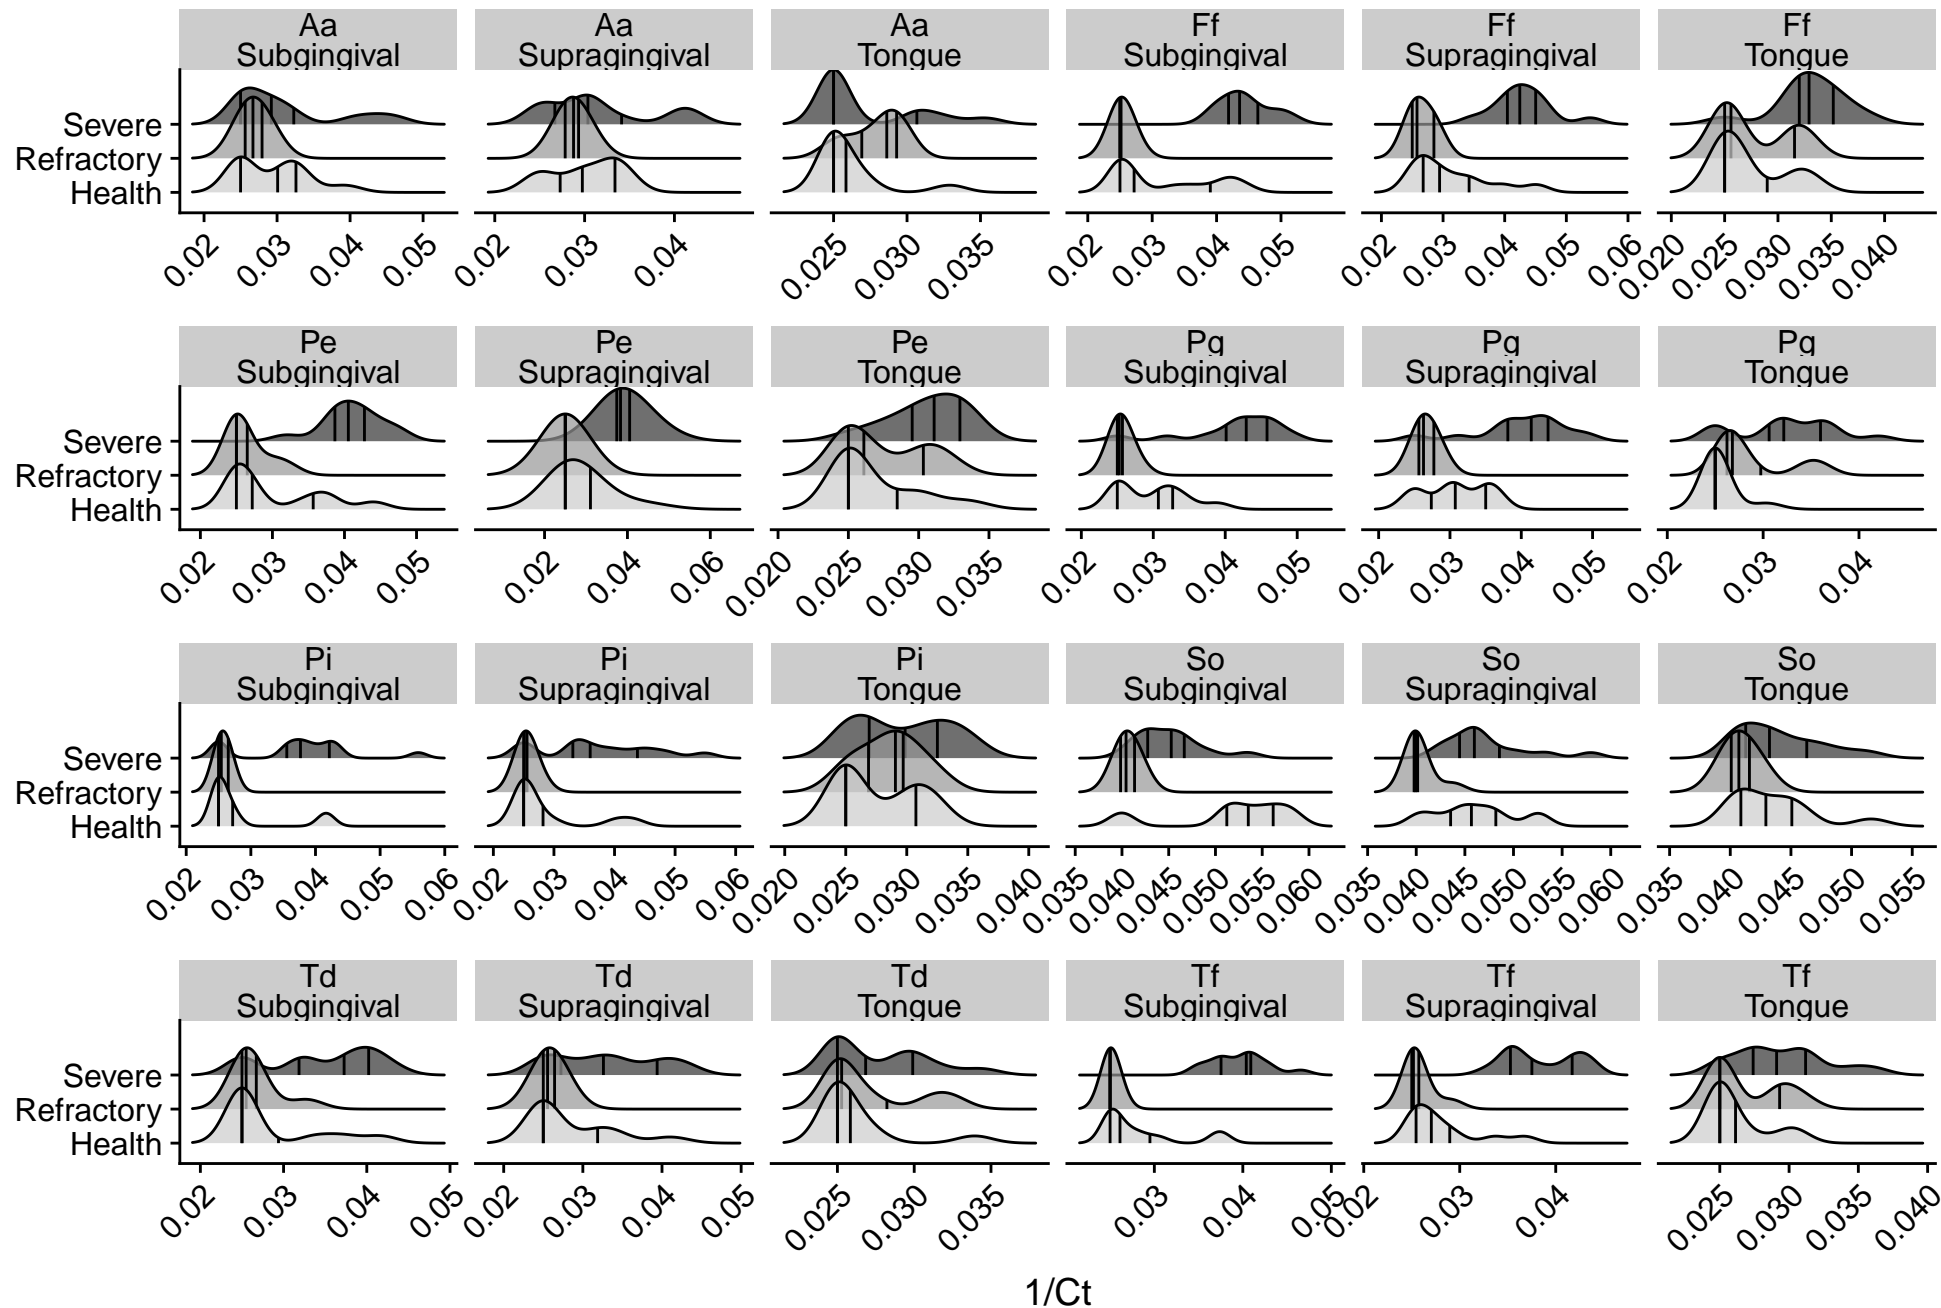 Aa Aa Aa Ff Ff Ff
Subgingival Supragingival Tongue Subgingival Supragingival Tongue
Severe
Refractory
Health
0.02 0.03 0.04 0.05 0.02 0.03 0.04 0.025 0.030 0.035 0.02 0.03 0.04 0.05 0.02 0.03 0.04 0.05 0.06 0.020 0.025 0.030 0.035 0.040
Pe Pe Pe Pg Pg Pg
Subgingival Supragingival Tongue Subgingival Supragingival Tongue
Severe
Refractory
Health
0.02 0.03 0.04 0.05 0.02 0.04 0.06 0.020 0.025 0.030 0.035 0.02 0.03 0.04 0.05 0.02 0.03 0.04 0.05 0.02 0.03 0.04
Pi Pi Pi So So So
Subgingival Supragingival Tongue Subgingival Supragingival Tongue
Severe
Refractory
Health
0.02 0.03 0.04 0.05 0.06 0.02 0.03 0.04 0.05 0.06 0.020 0.025 0.030 0.035 0.040 0.035 0.040 0.045 0.050 0.055 0.060 0.035 0.040 0.045 0.050 0.055 0.060 0.035 0.040 0.045 0.050 0.055
Td Td Td Tf Tf Tf
Subgingival Supragingival Tongue Subgingival Supragingival Tongue
Severe
Refractory
Health
0.02 0.03 0.04 0.05 0.02 0.03 0.04 0.05 0.025 0.030 0.035 0.03 0.04 0.05 0.02 0.03 0.04 0.025 0.030 0.035 0.040
1/Ct